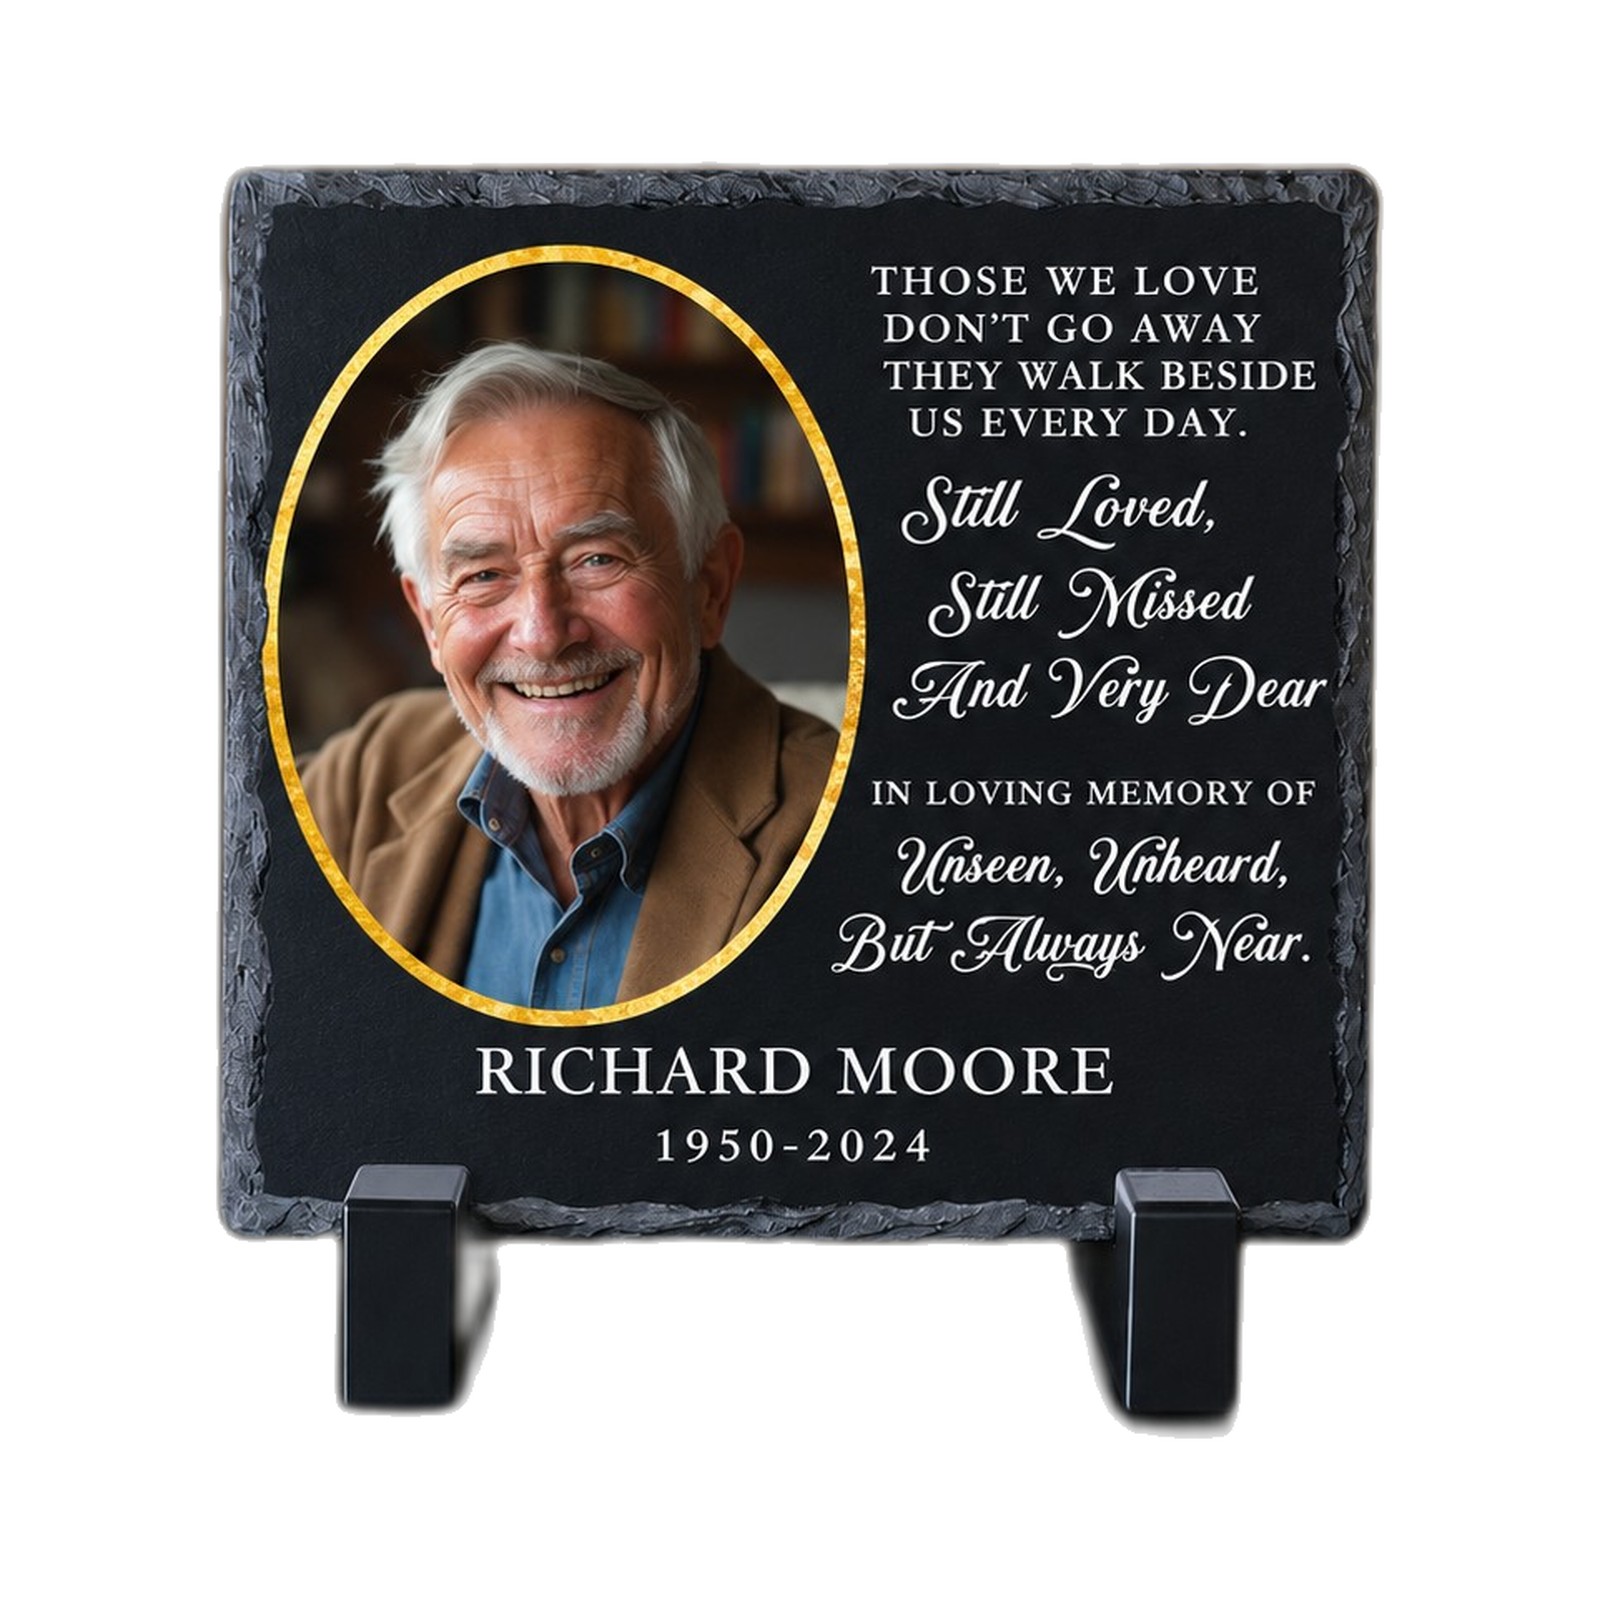 THOSE WE LOVE
DON’T GO AWAY
THEY WALK BESIDE
US EVERY DAY.
Still Loved,
Still Missed
And Very Dear
IN LOVING MEMORY OF
Unseen, Unheard,
But Always Near.
RICHARD MOORE
1950-2024